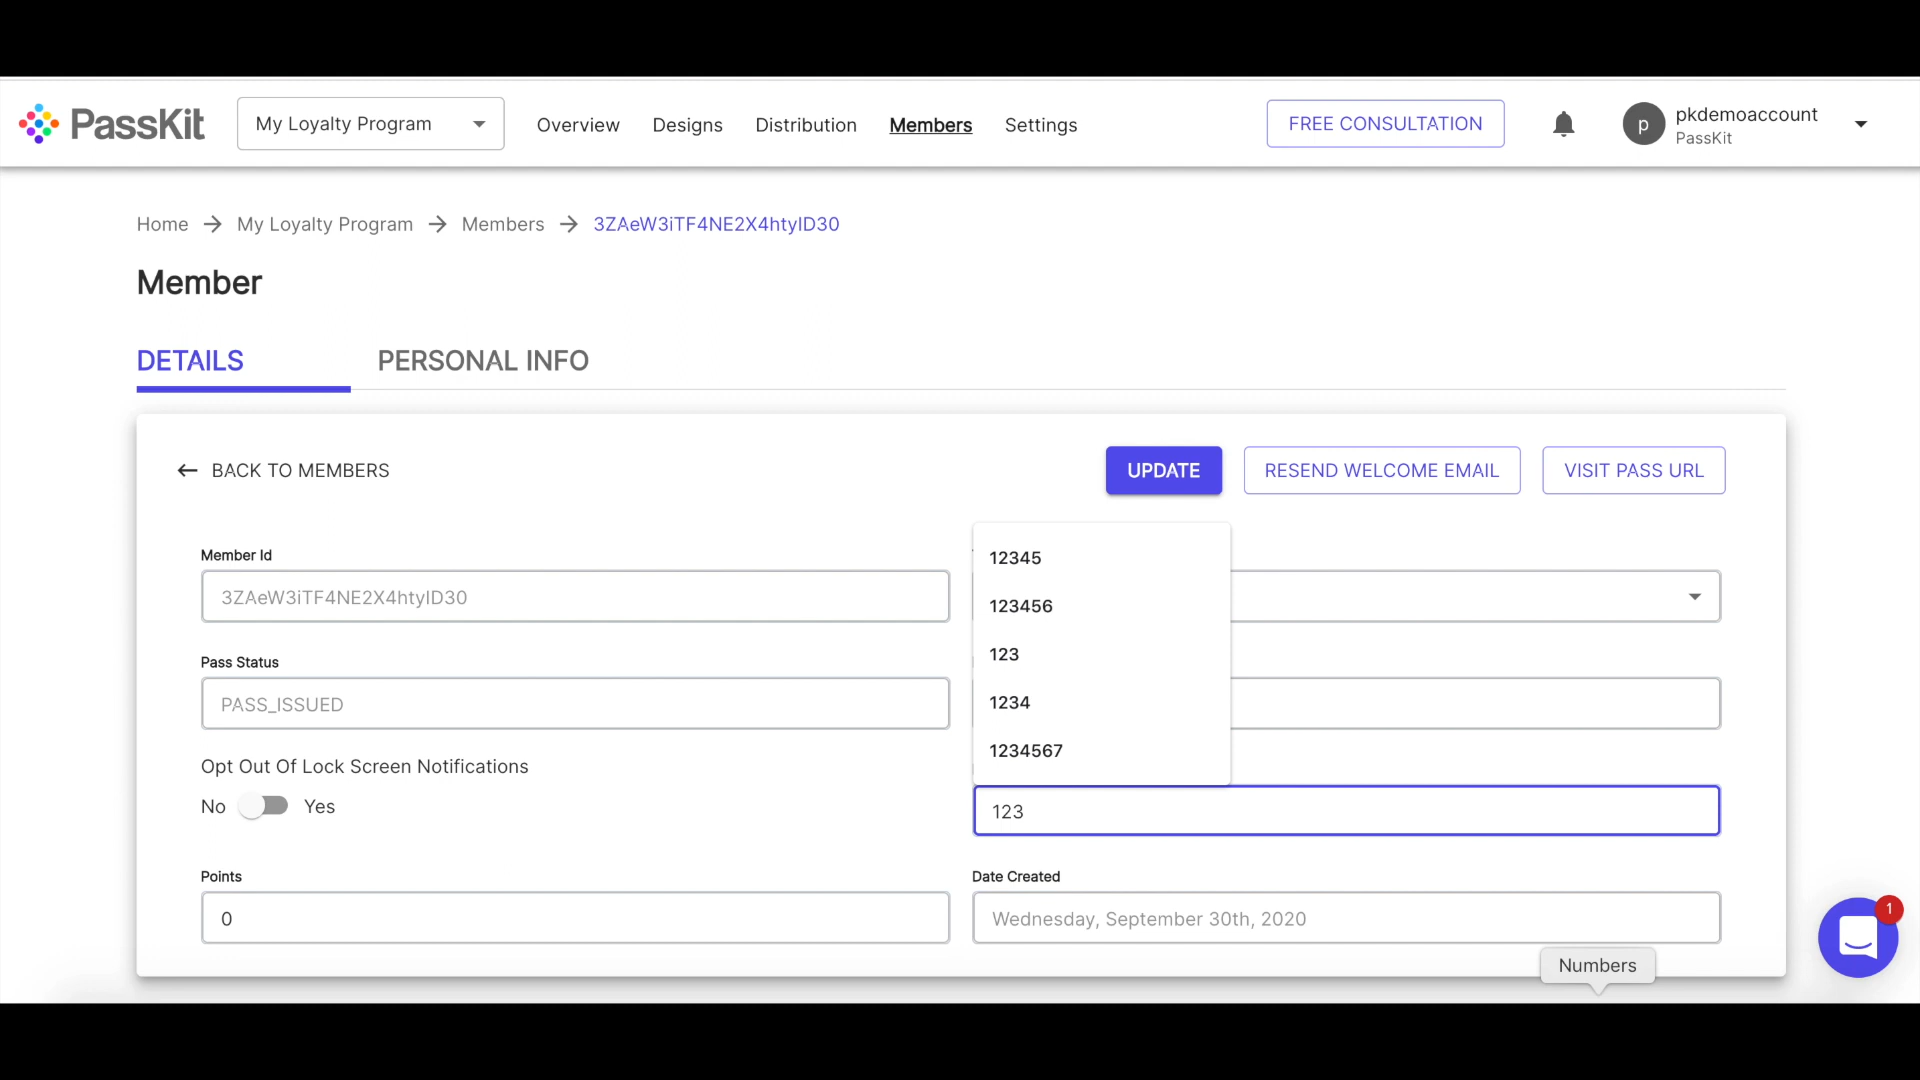 PassKit
My Loyalty Program
Overview
Designs
Distribution
Members
Settings
FREE CONSULTATION
p
pkdemoaccount
PassKit
Home → My Loyalty Program → Members → 3ZAeW3iTF4NE2X4htyID30
Member
DETAILS
PERSONAL INFO
← BACK TO MEMBERS
UPDATE
RESEND WELCOME EMAIL
VISIT PASS URL
Member Id
3ZAeW3iTF4NE2X4htyID30
12345
123456
123
1234
1234567
Pass Status
PASS_ISSUED
Opt Out Of Lock Screen Notifications
No
Yes
123
Points
0
Date Created
Wednesday, September 30th, 2020
Numbers
1